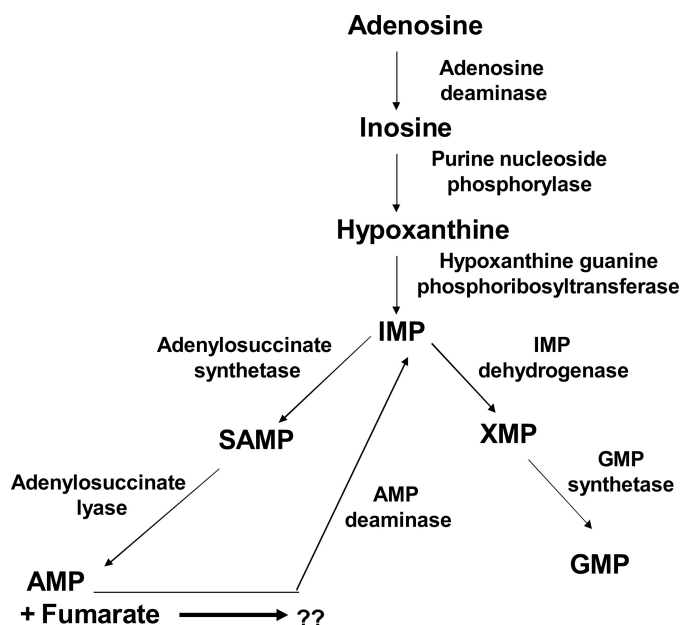 Adenosine
Adenosine
deaminase
Inosine
Purine nucleoside
phosphorylase
Hypoxanthine
Hypoxanthine guanine
phosphoribosyltransferase
IMP
Adenylosuccinate
synthetase
IMP
dehydrogenase
SAMP
XMP
Adenylosuccinate
lyase
AMP
deaminase
GMP
synthetase
AMP
GMP
+ Fumarate
??